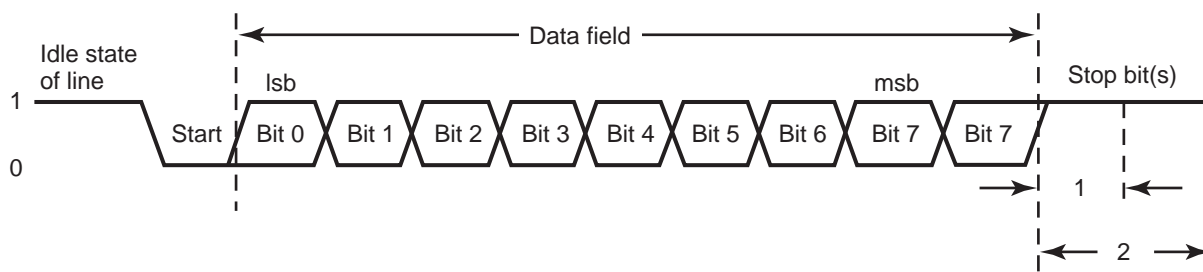 Data field
Idle state
of line
lsb
msb
Stop bit(s)
1
Start
Bit 0
Bit 1
Bit 2
Bit 3
Bit 4
Bit 5
Bit 6
Bit 7
Bit 7
0
1
2